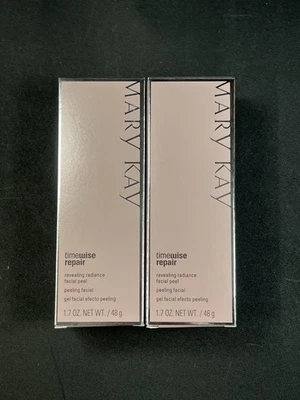 MARY KAY
timewise
repair
revealing radiance
facial peel
peeling facial
gel facial efecto peeling
1.7 OZ. NET WT. / 48 g
MARY KAY
timewise
repair
revealing radiance
facial peel
peeling facial
gel facial efecto peeling
1.7 OZ. NET WT. / 48 g